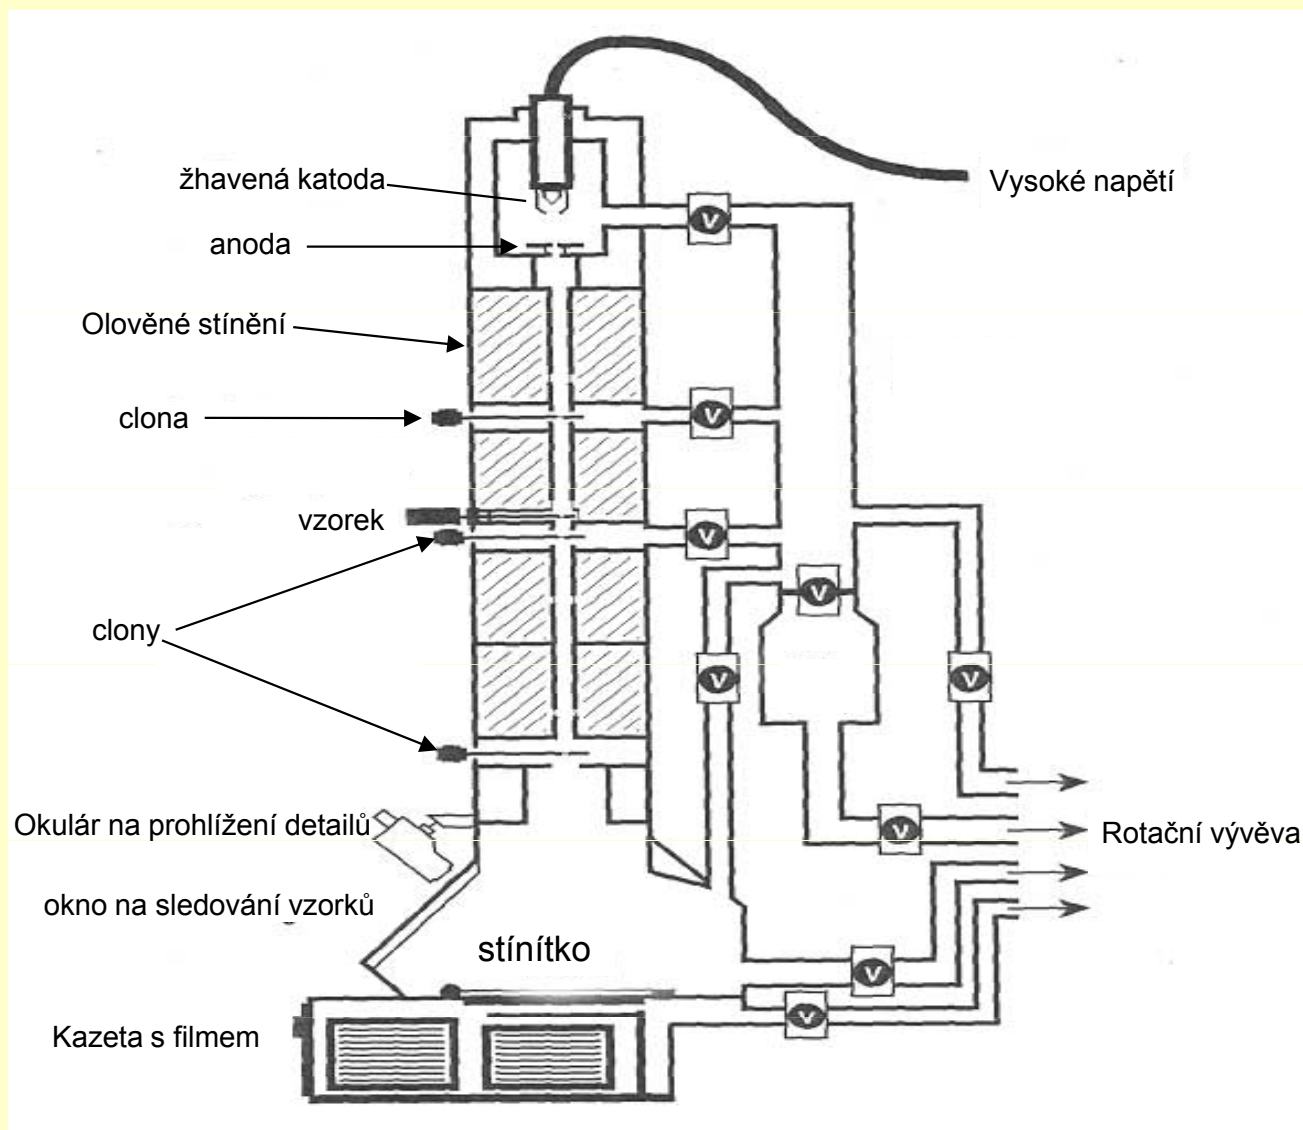 žhavená katoda
Vysoké napětí
anoda
V
Olověné stínění
clona
V
vzorek
V
clony
V
V
V
Okulár na prohlížení detailů
V
Rotační vývěva
okno na sledování vzorků
stínítko
V
V
Kazeta s filmem